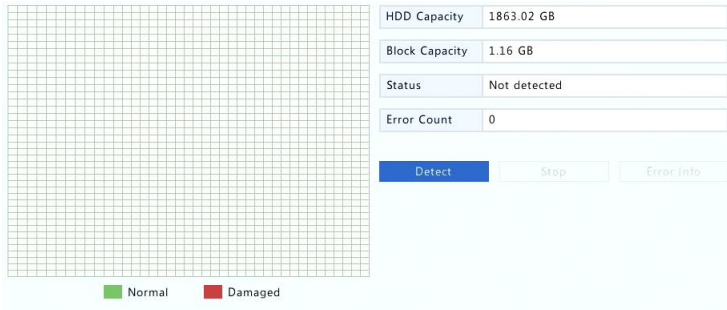 HDD Capacity 1863.02 GB
Block Capacity 1.16 GB
Status Not detected
Error Count 0
Detect Stop Error Info
Normal Damaged